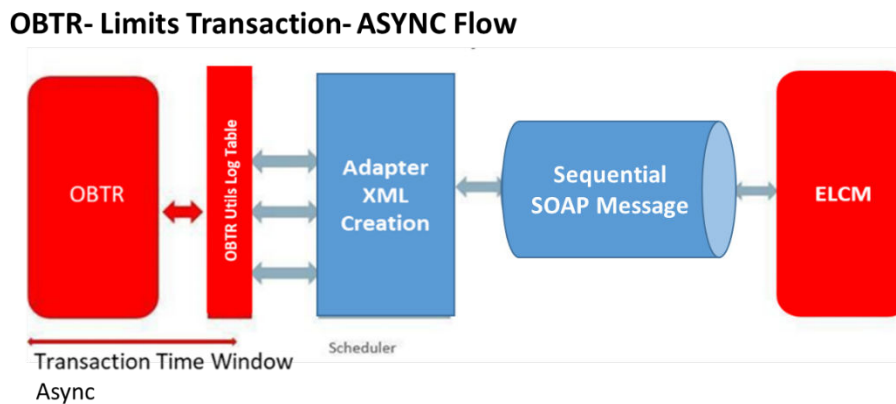 OBTR- Limits Transaction- ASYNC Flow
OBTR
OBTR Utils Log Table
Adapter
XML
Creation
Sequential
SOAP Message
ELCM
Scheduler
Transaction Time Window
Async